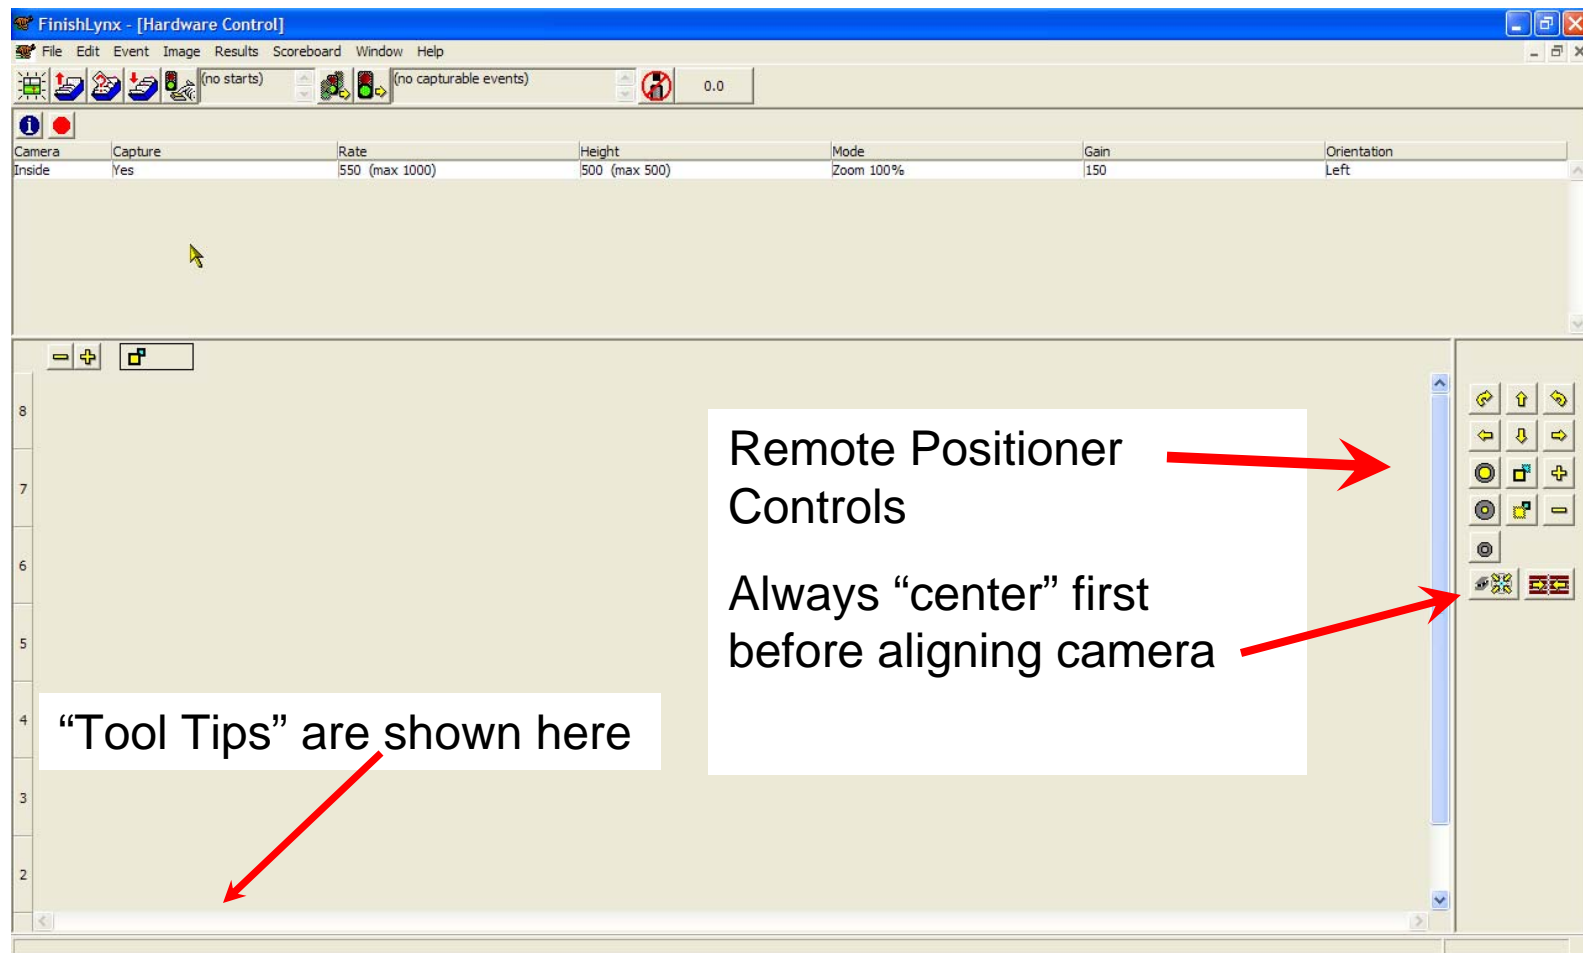 FinishLynx - [Hardware Control]
File Edit Event Image Results Scoreboard Window Help
(no starts)
(no capturable events)
0.0
Camera Capture Rate Height Mode Gain Orientation
Inside Yes 550 (max 1000) 500 (max 500) Zoom 100% 150 Left
8
7
6
5
4
3
2
Remote Positioner
Controls
Always “center” first
before aligning camera
“Tool Tips” are shown here